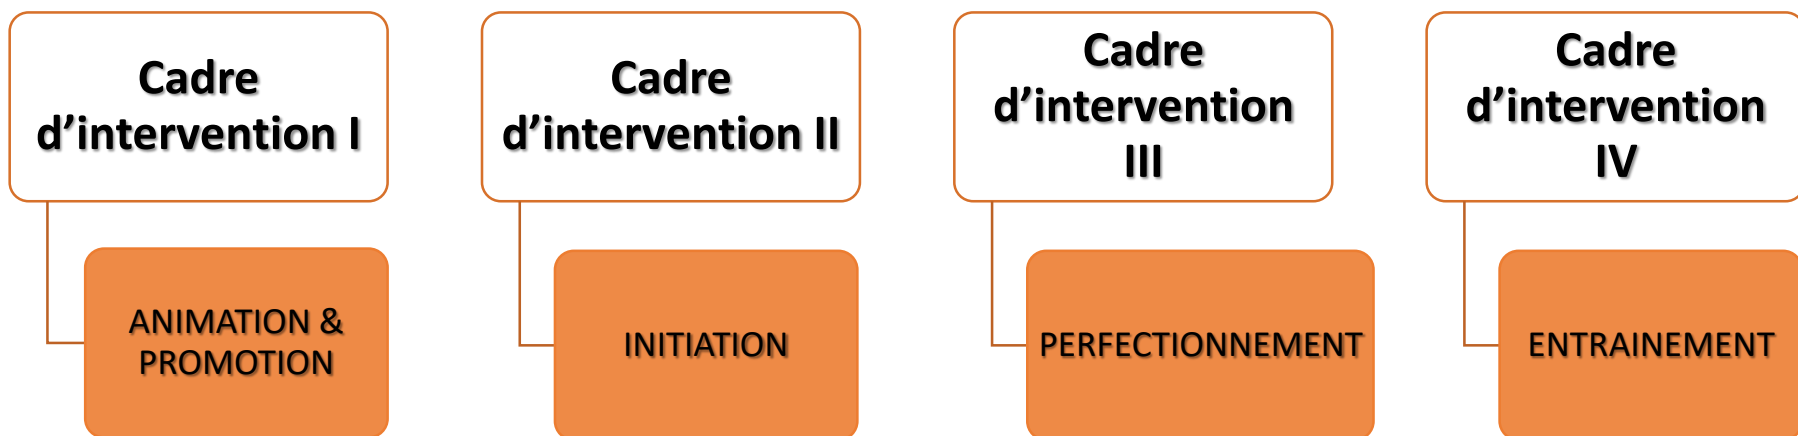 Cadre
d’intervention I
ANIMATION &
PROMOTION
Cadre
d’intervention II
INITIATION
Cadre
d’intervention
III
PERFECTIONNEMENT
Cadre
d’intervention
IV
ENTRAINEMENT